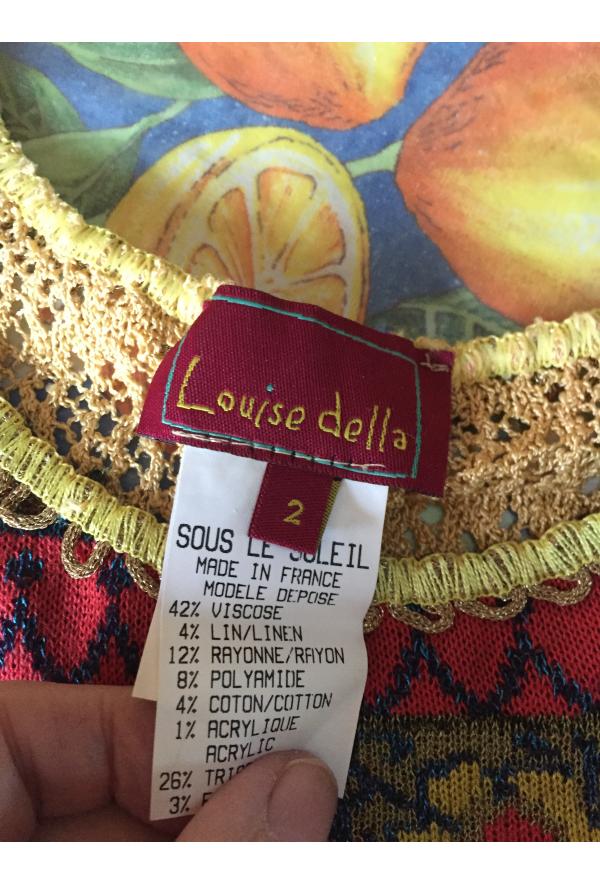 Louise della
2
SOUS LE SOLEIL
MADE IN FRANCE
MODELE DEPOSE
42% VISCOSE
4% LIN/LINEN
12% RAYONNE/RAYON
8% POLYAMIDE
4% COTON/COTTON
1% ACRYLIQUE
ACRYLIC
26%
3%